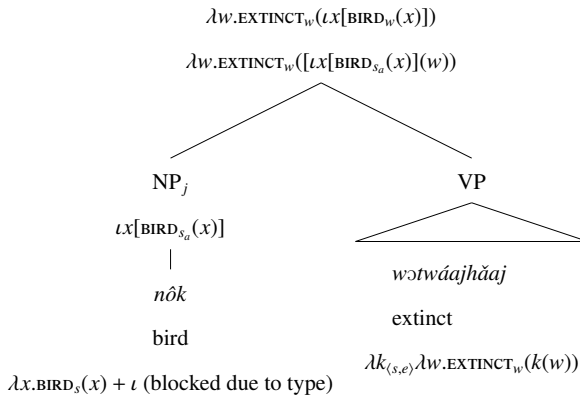 λw.EXTINCT_w(ιx[BIRD_w(x)])
λw.EXTINCT_w([ιx[BIRD_{s_a}(x)](w))
NP_j VP
ιx[BIRD_{s_a}(x)]
nôk wɔtwáajhǎaj
bird extinct
λx.BIRD_s(x) + ι (blocked due to type) λk_{⟨s,e⟩}λw.EXTINCT_w(k(w))